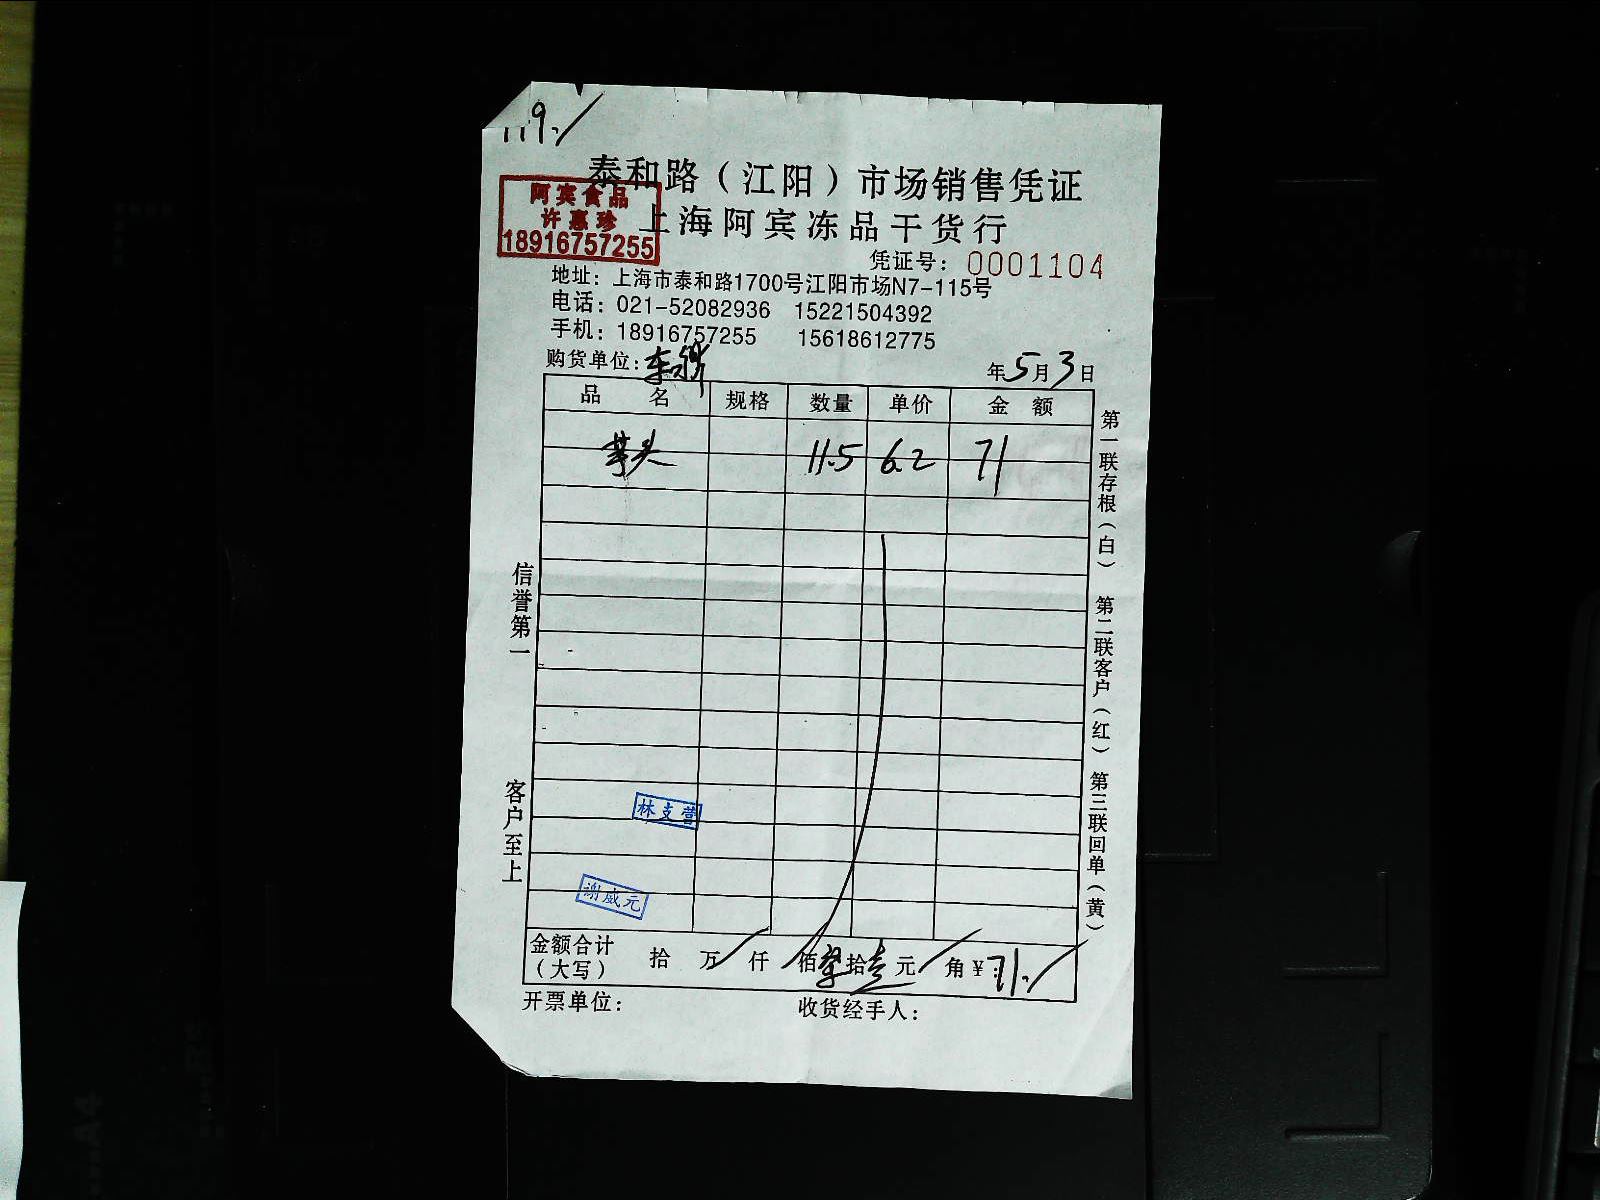 119./
泰和路（江阳）市场销售凭证
阿宾食品
许惠珍
18916757255
上海阿宾冻品干货行
凭证号：0001104
地址：上海市泰和路1700号江阳市场N7-115号
电话：021-52082936 15221504392
手机：18916757255 15618612775
购货单位：
年5月3日
品 名 规格 数量 单价 金 额
芋头 11.5 6.2 71
第一联存根（白） 第二联客户（红） 第三联回单（黄）
信誉第一
客户至上
林支营
谢威元
金额合计（大写） 拾 万 仟 佰 柒拾壹元 角￥：71./
开票单位： 收货经手人：